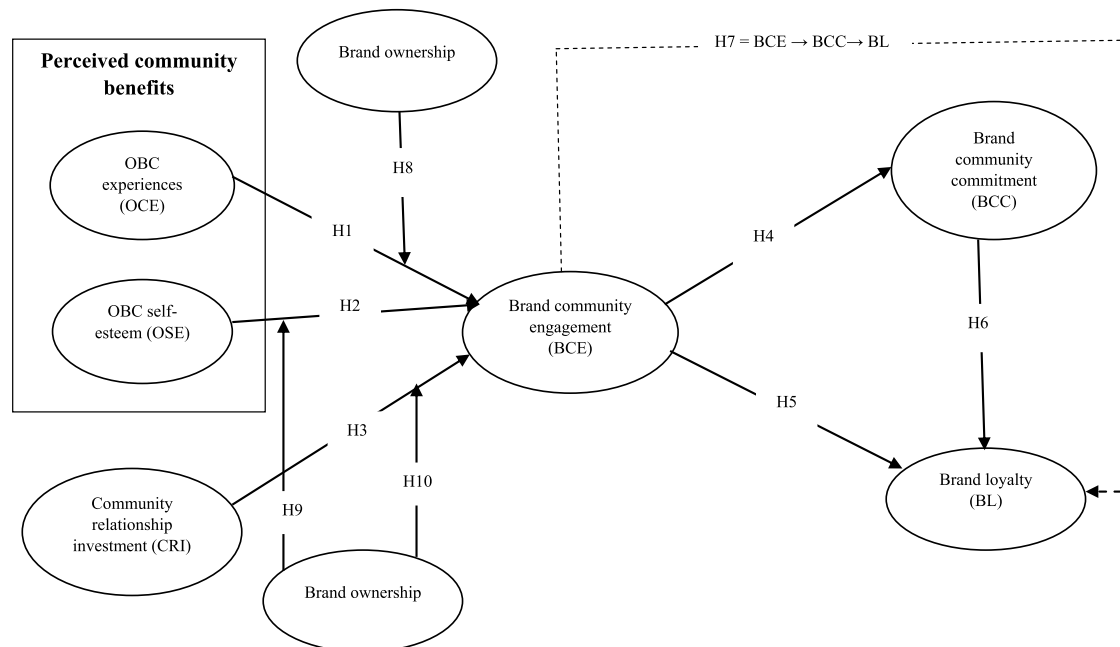 Perceived community
benefits
Brand ownership
H7 = BCE → BCC→ BL
OBC
experiences
(OCE)
H8
H1
Brand
community
commitment
(BCC)
H4
OBC self-
esteem (OSE)
H2
Brand community
engagement
(BCE)
H6
H5
H3
Community
relationship
investment (CRI)
H9
H10
Brand loyalty
(BL)
Brand ownership